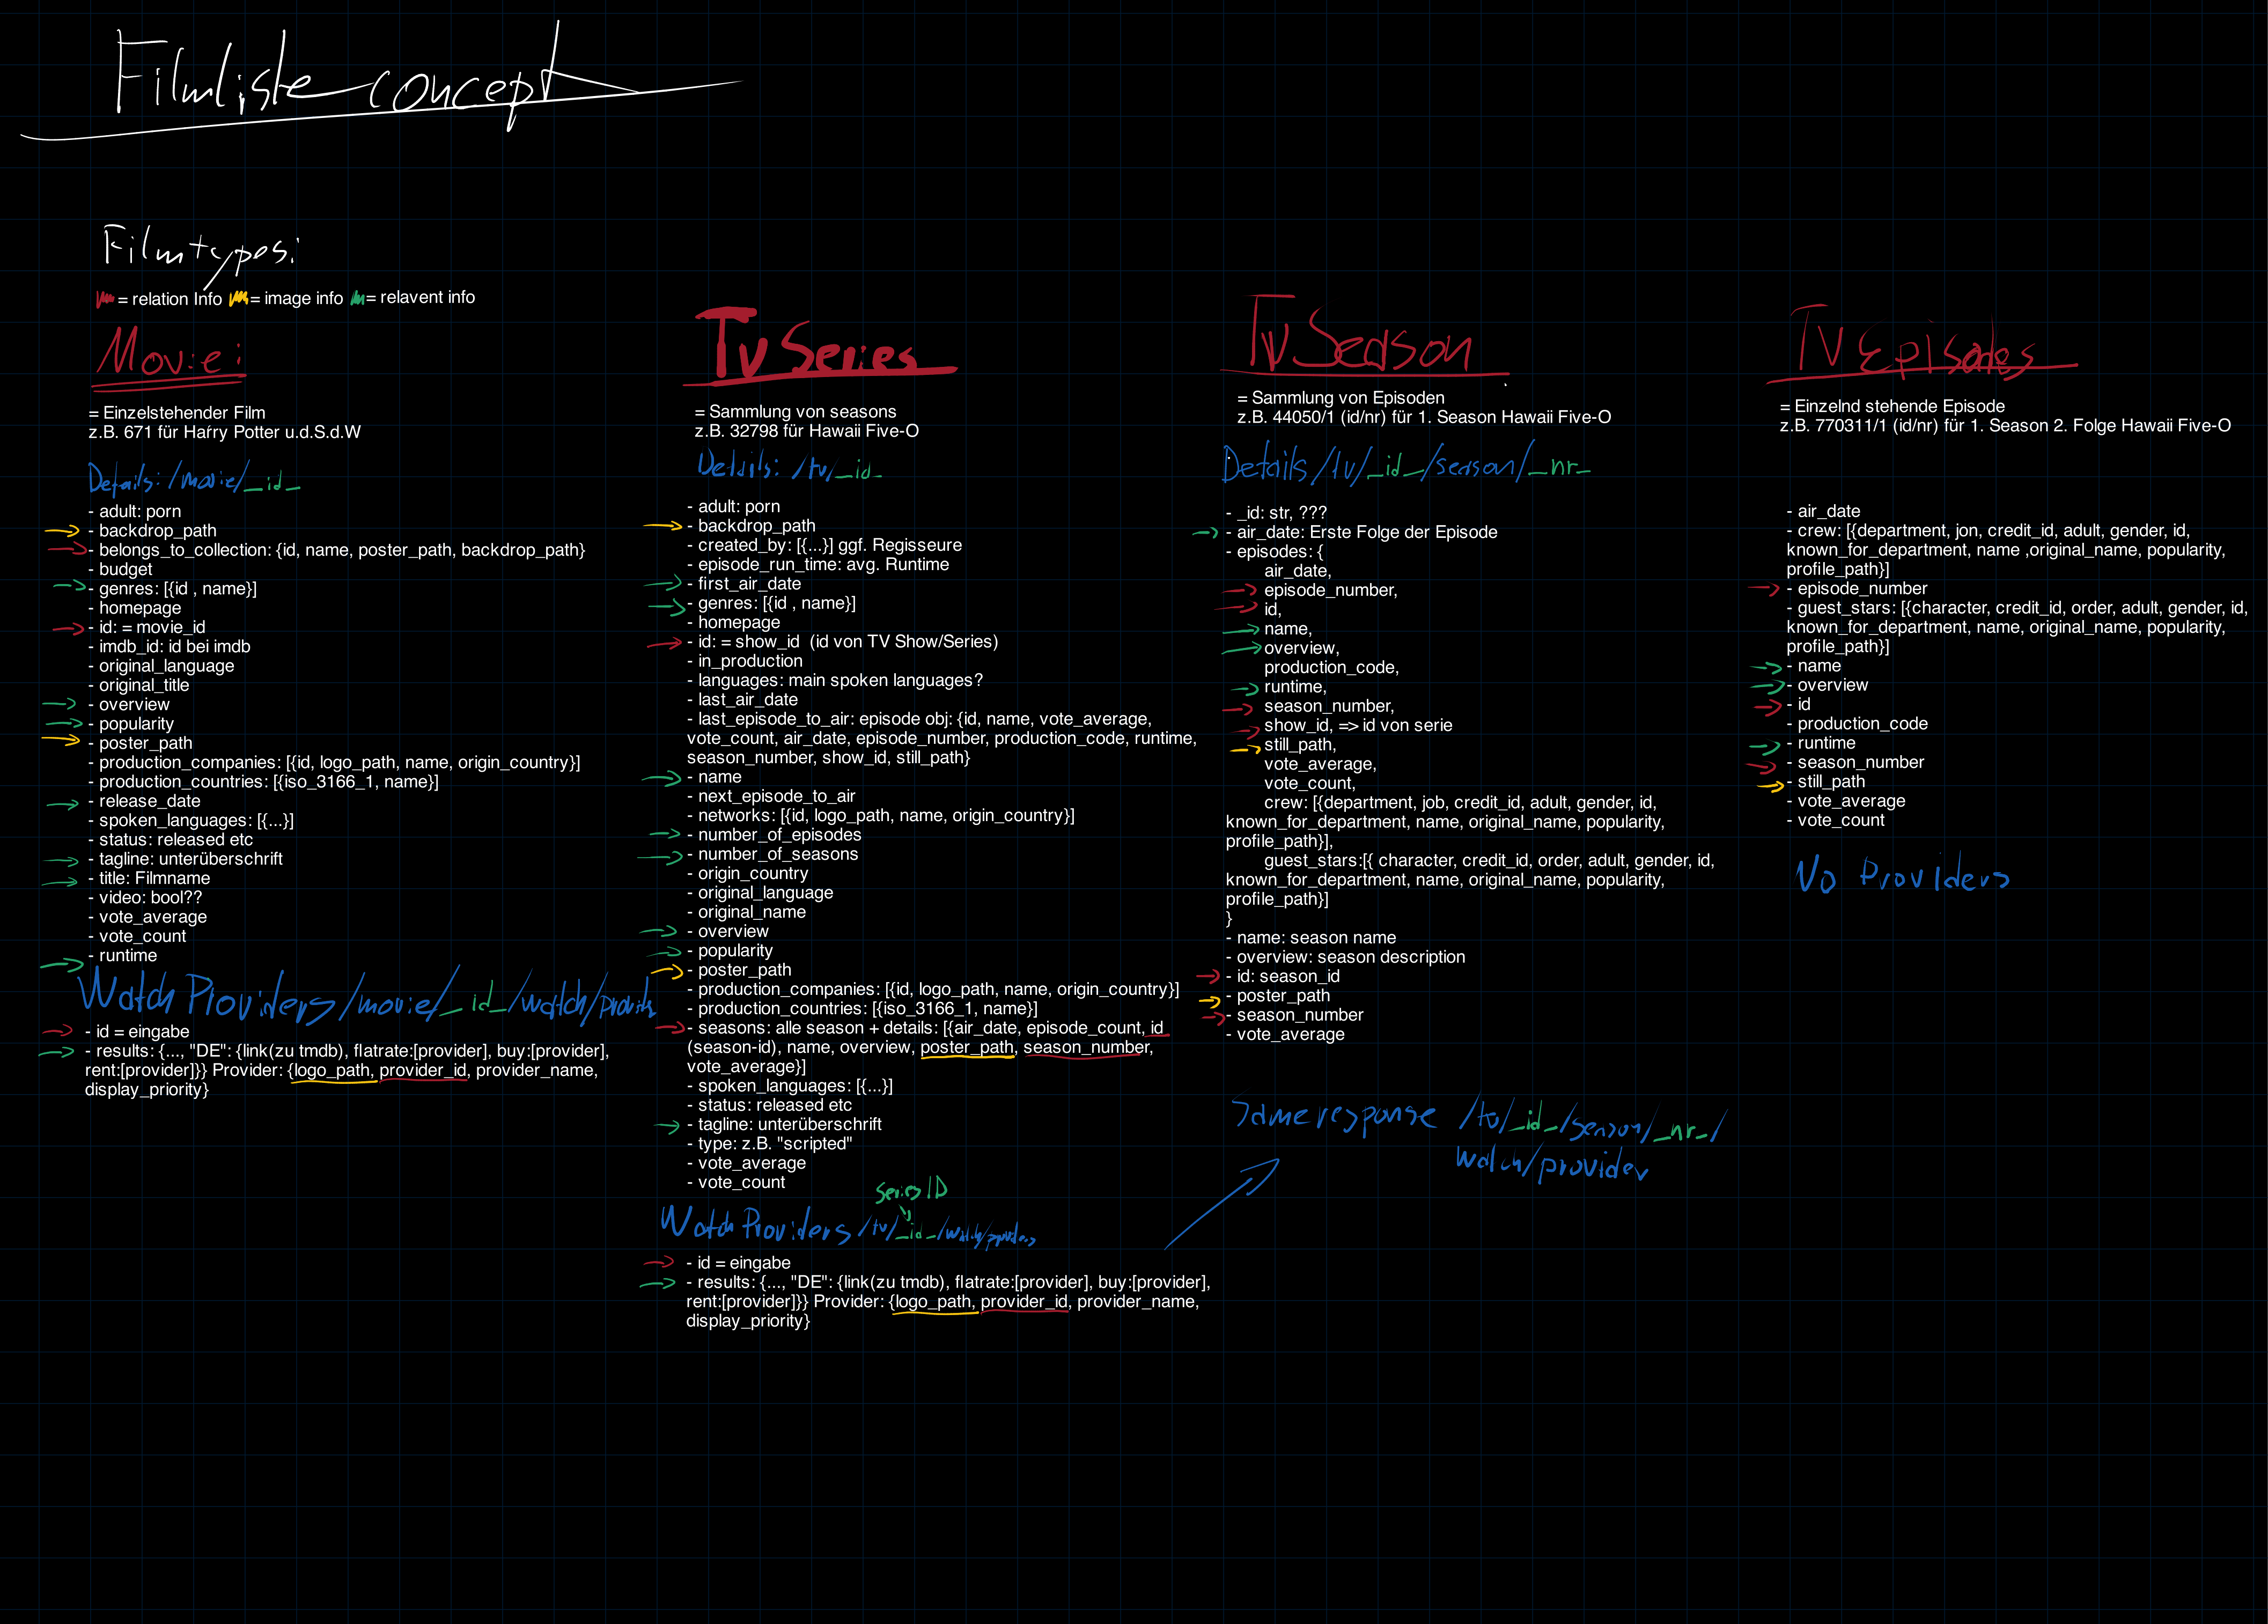 Filmliste concept
Filmtypes:
= relation Info = image info = relavent info
Movie:
= Einzelstehender Film
z.B. 671 für Harry Potter u.d.S.d.W
Details: /movie/_id_
- adult: porn
- backdrop_path
- belongs_to_collection: {id, name, poster_path, backdrop_path}
- budget
- genres: [{id , name}]
- homepage
- id: = movie_id
- imdb_id: id bei imdb
- original_language
- original_title
- overview
- popularity
- poster_path
- production_companies: [{id, logo_path, name, origin_country}]
- production_countries: [{iso_3166_1, name}]
- release_date
- spoken_languages: [{...}]
- status: released etc
- tagline: unterüberschrift
- title: Filmname
- video: bool??
- vote_average
- vote_count
- runtime
Watch Providers/movie/_id_/watch/provider
- id = eingabe
- results: {..., "DE": {link(zu tmdb), flatrate:[provider], buy:[provider],
rent:[provider]}} Provider: {logo_path, provider_id, provider_name,
display_priority}
Tv Series
= Sammlung von seasons
z.B. 32798 für Hawaii Five-O
Details: /tv/_id_
- adult: porn
- backdrop_path
- created_by: [{...}] ggf. Regisseure
- episode_run_time: avg. Runtime
- first_air_date
- genres: [{id , name}]
- homepage
- id: = show_id (id von TV Show/Series)
- in_production
- languages: main spoken languages?
- last_air_date
- last_episode_to_air: episode obj: {id, name, vote_average,
vote_count, air_date, episode_number, production_code, runtime,
season_number, show_id, still_path}
- name
- next_episode_to_air
- networks: [{id, logo_path, name, origin_country}]
- number_of_episodes
- number_of_seasons
- origin_country
- original_language
- original_name
- overview
- popularity
- poster_path
- production_companies: [{id, logo_path, name, origin_country}]
- production_countries: [{iso_3166_1, name}]
- seasons: alle season + details: [{air_date, episode_count, id
(season-id), name, overview, poster_path, season_number,
vote_average}]
- spoken_languages: [{...}]
- status: released etc
- tagline: unterüberschrift
- type: z.B. "scripted"
- vote_average
- vote_count
Series ID
Watch Providers /tv/_id_/watch/providers
- id = eingabe
- results: {..., "DE": {link(zu tmdb), flatrate:[provider], buy:[provider],
rent:[provider]}} Provider: {logo_path, provider_id, provider_name,
display_priority}
Tv Season
= Sammlung von Episoden
z.B. 44050/1 (id/nr) für 1. Season Hawaii Five-O
Details /tv/_id_/season/_nr_
- _id: str, ???
- air_date: Erste Folge der Episode
- episodes: {
air_date,
episode_number,
id,
name,
overview,
production_code,
runtime,
season_number,
show_id, => id von serie
still_path,
vote_average,
vote_count,
crew: [{department, job, credit_id, adult, gender, id,
known_for_department, name, original_name, popularity,
profile_path}],
guest_stars:[{ character, credit_id, order, adult, gender, id,
known_for_department, name, original_name, popularity,
profile_path}]
}
- name: season name
- overview: season description
- id: season_id
- poster_path
- season_number
- vote_average
Same response /tv/_id_/season/_nr_/
watch/provider
TV Episodes
= Einzelnd stehende Episode
z.B. 770311/1 (id/nr) für 1. Season 2. Folge Hawaii Five-O
- air_date
- crew: [{department, jon, credit_id, adult, gender, id,
known_for_department, name ,original_name, popularity,
profile_path}]
- episode_number
- guest_stars: [{character, credit_id, order, adult, gender, id,
known_for_department, name, original_name, popularity,
profile_path}]
- name
- overview
- id
- production_code
- runtime
- season_number
- still_path
- vote_average
- vote_count
No Providers